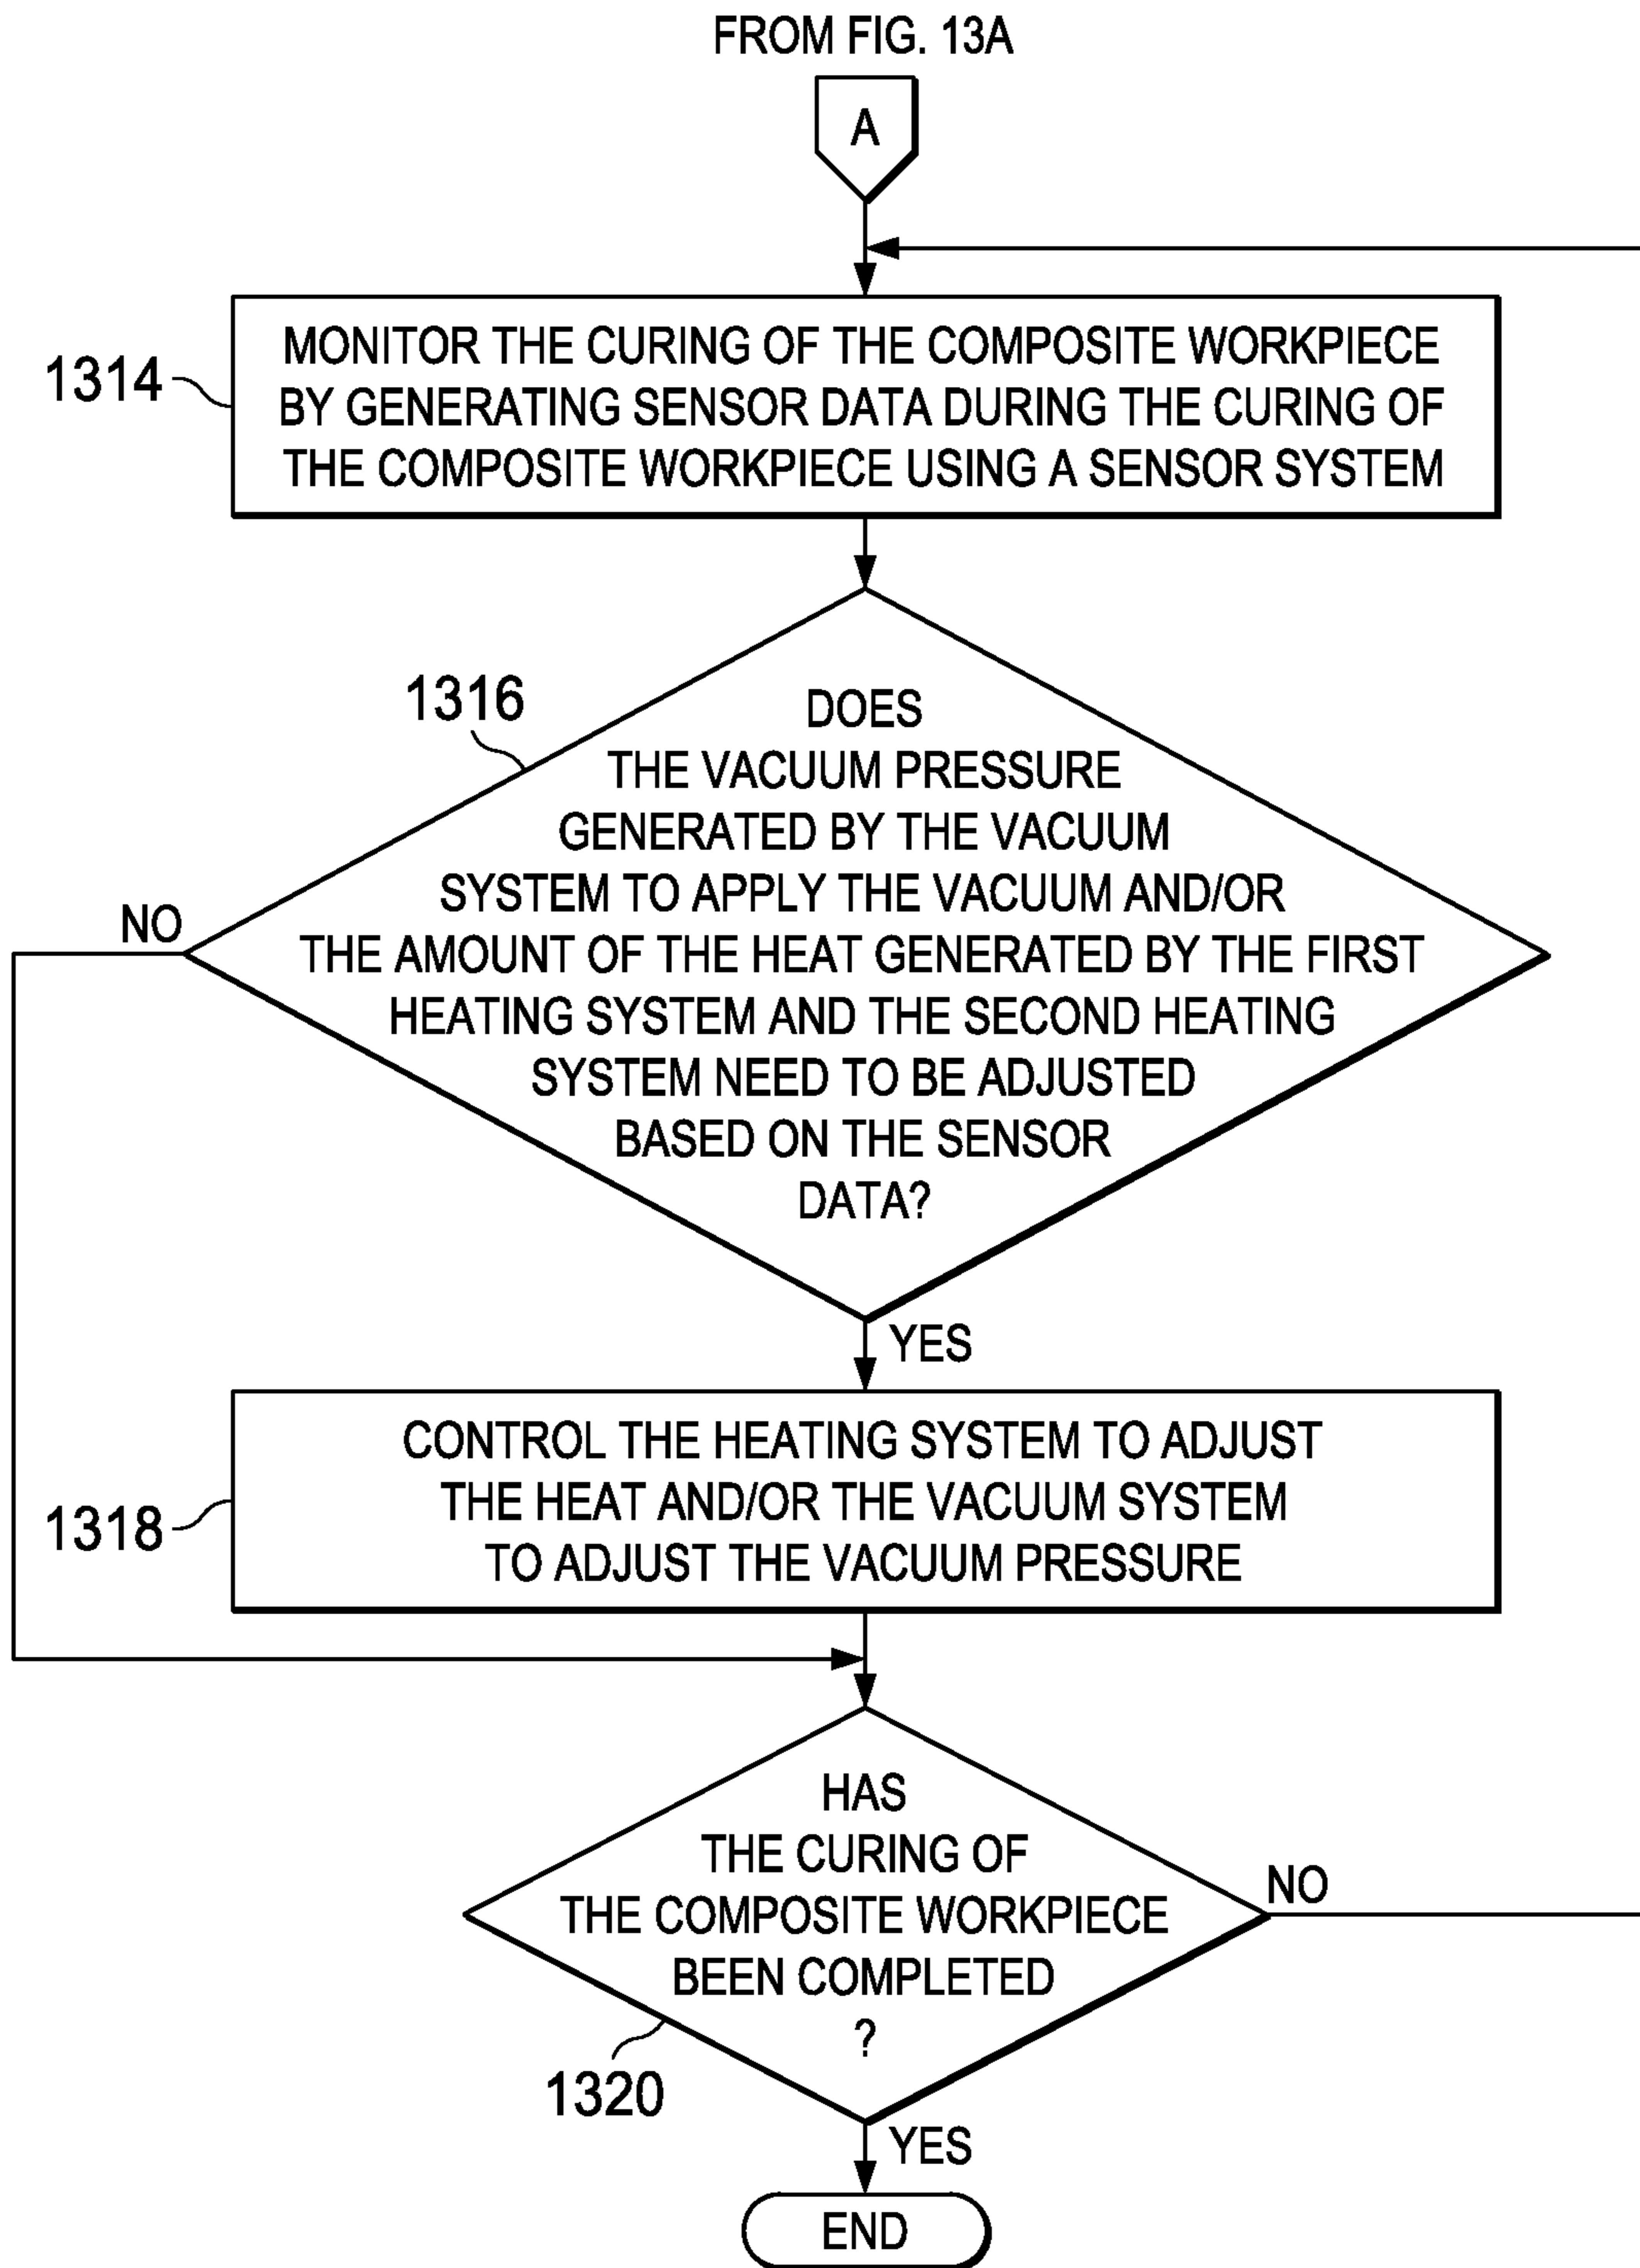 FROM FIG. 13A
A
1314
MONITOR THE CURING OF THE COMPOSITE WORKPIECE
BY GENERATING SENSOR DATA DURING THE CURING OF
THE COMPOSITE WORKPIECE USING A SENSOR SYSTEM
1316
DOES
THE VACUUM PRESSURE
GENERATED BY THE VACUUM
SYSTEM TO APPLY THE VACUUM AND/OR
THE AMOUNT OF THE HEAT GENERATED BY THE FIRST
HEATING SYSTEM AND THE SECOND HEATING
SYSTEM NEED TO BE ADJUSTED
BASED ON THE SENSOR
DATA?
NO
YES
1318
CONTROL THE HEATING SYSTEM TO ADJUST
THE HEAT AND/OR THE VACUUM SYSTEM
TO ADJUST THE VACUUM PRESSURE
HAS
THE CURING OF
THE COMPOSITE WORKPIECE
BEEN COMPLETED
?
NO
1320
YES
END